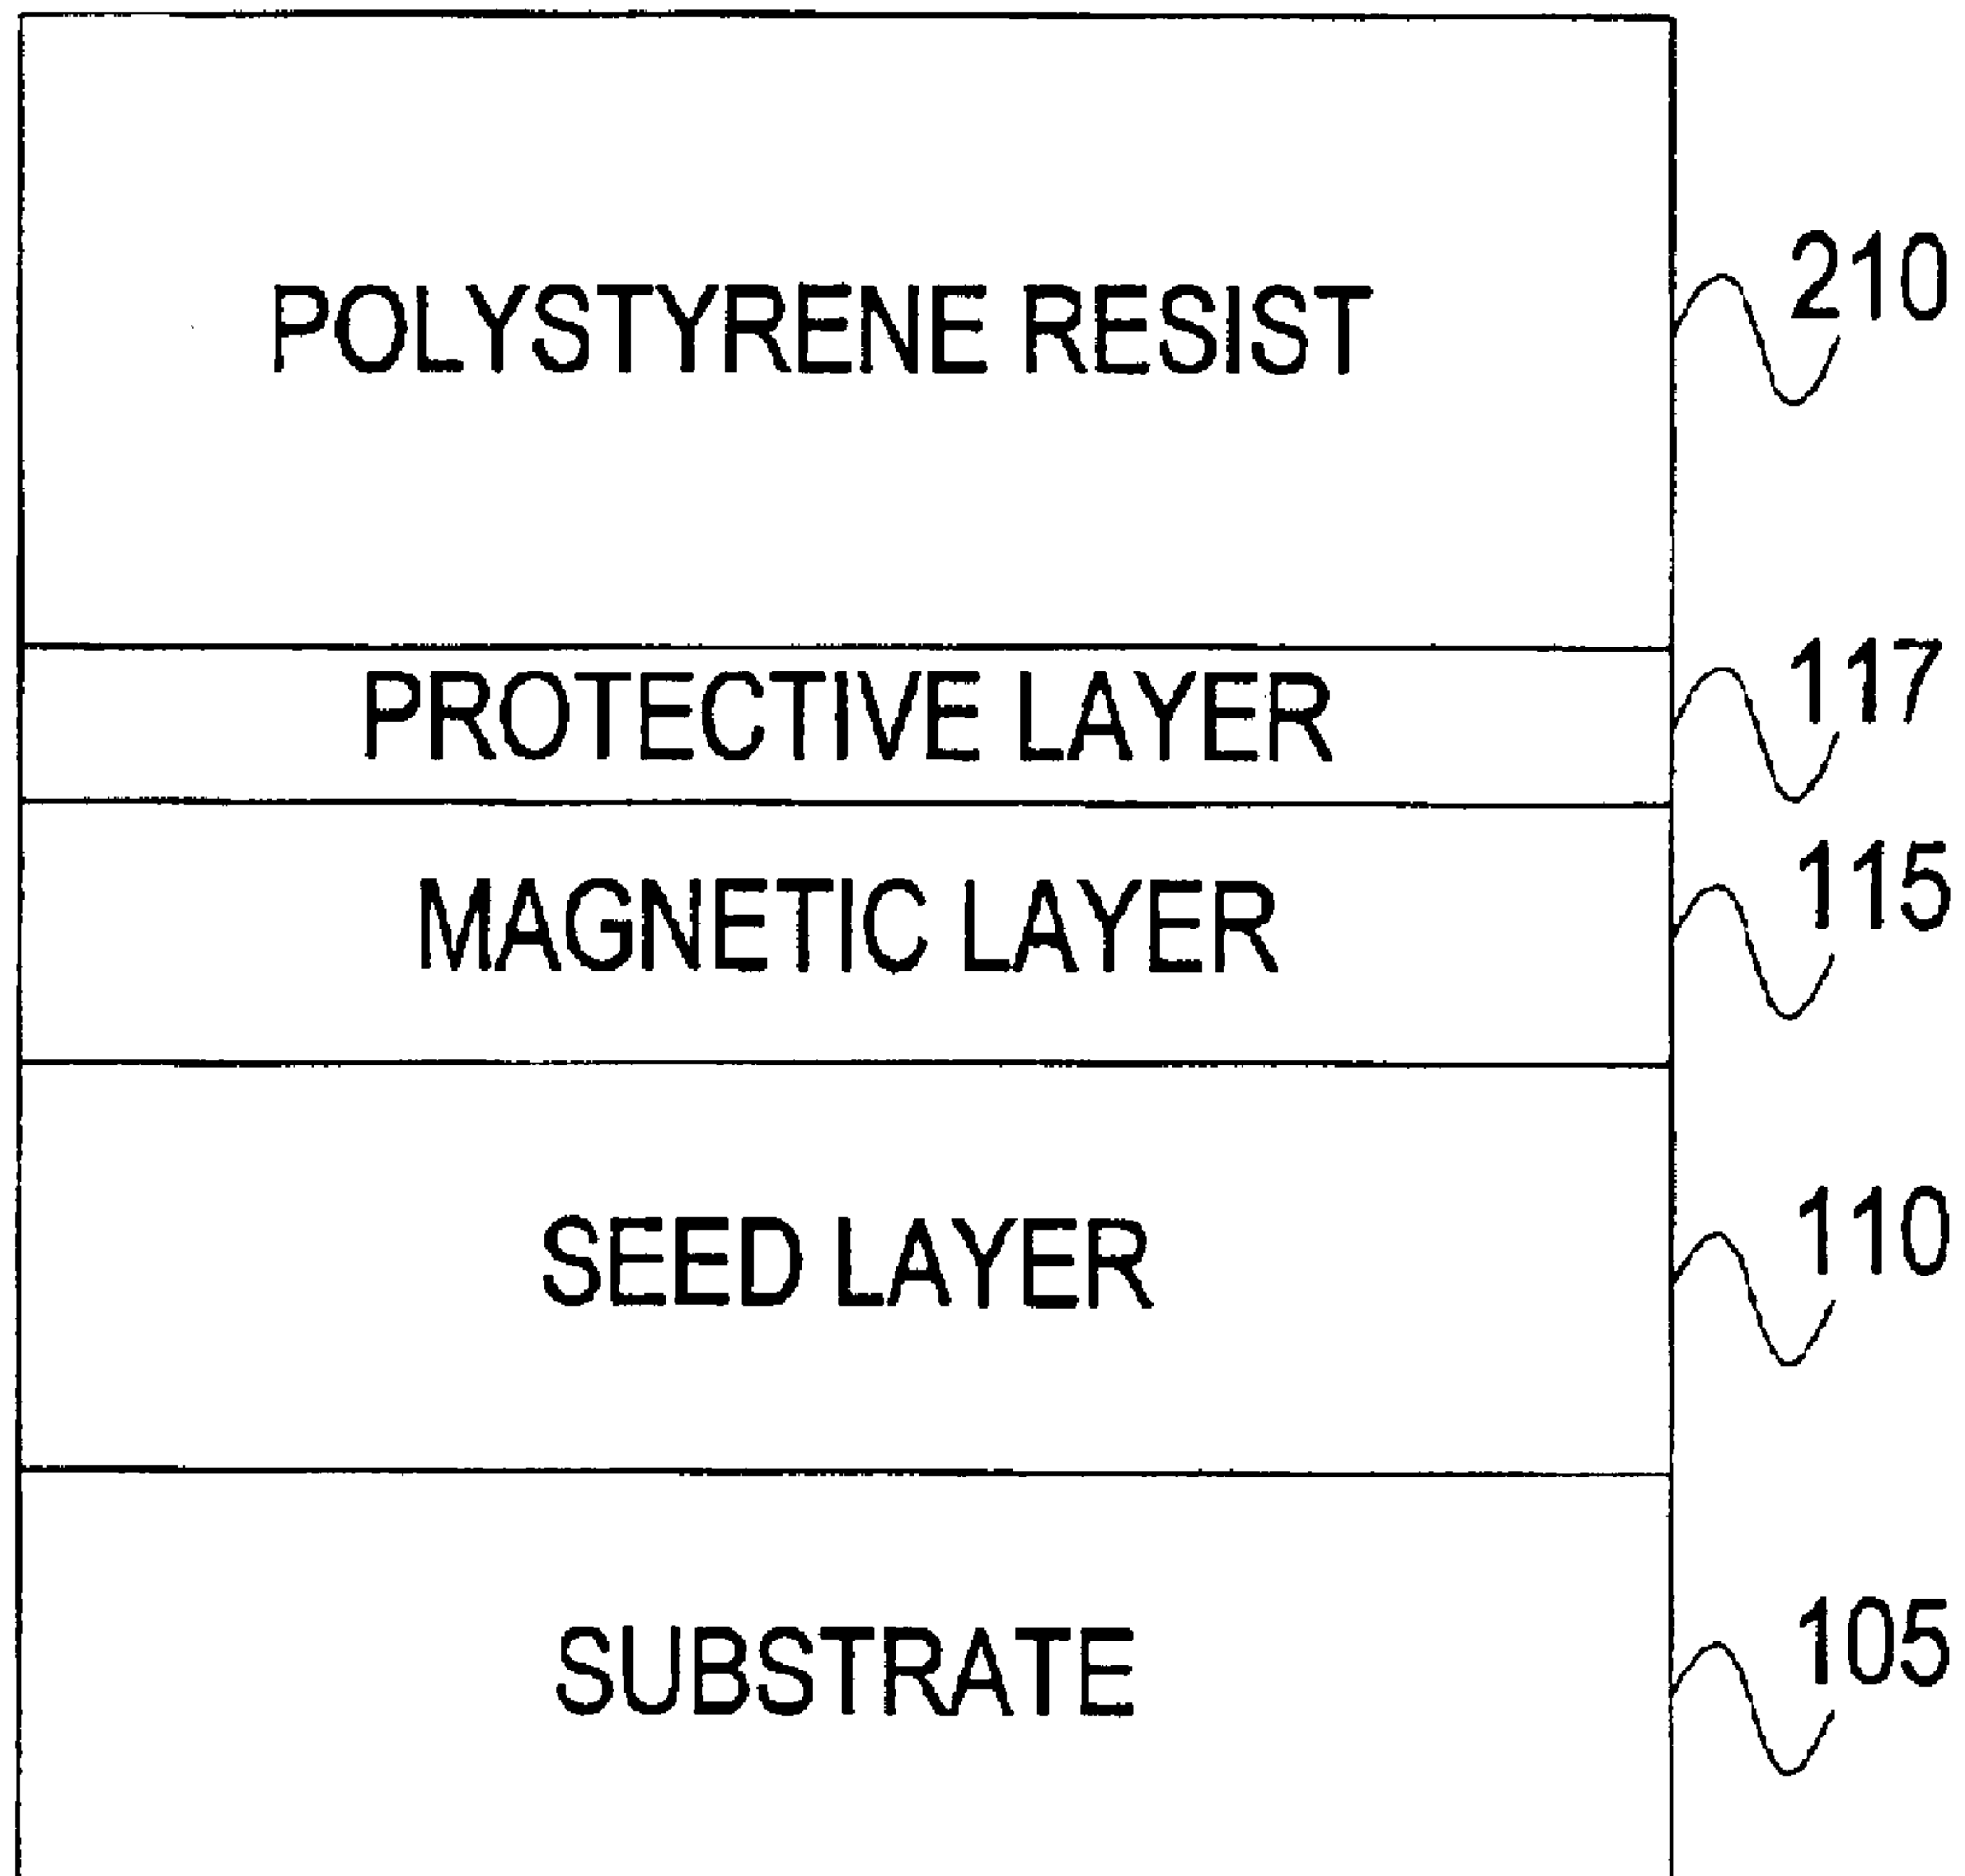 POLYSTYRENE RESIST
210
PROTECTIVE LAYER
117
MAGNETIC LAYER
115
SEED LAYER
110
SUBSTRATE
105